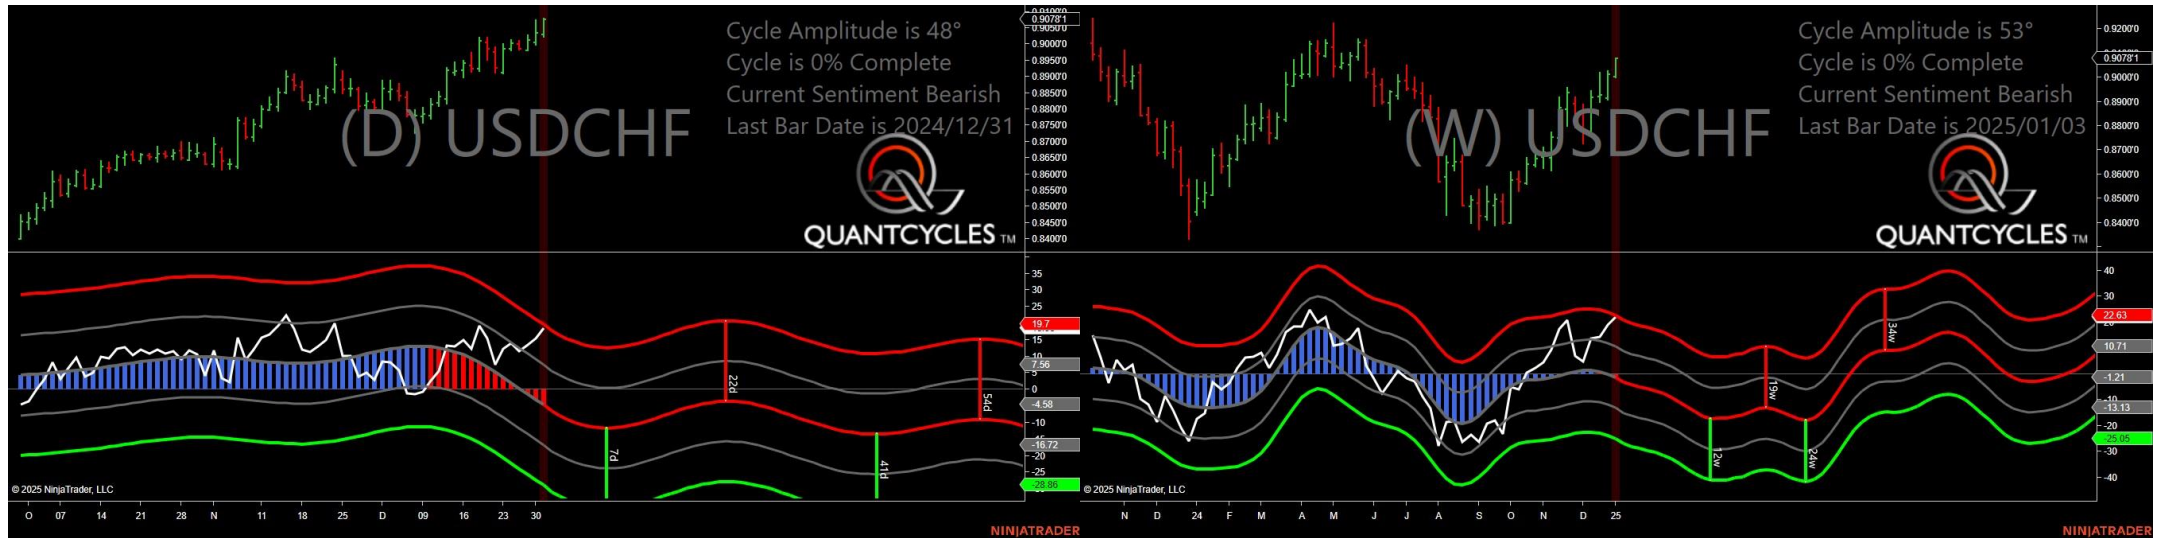 0.9100'0
0.9078'1
0.9050'0
0.9000'0
0.8950'0
0.8900'0
0.8850'0
0.8800'0
0.8750'0
0.8700'0
0.8650'0
0.8600'0
0.8550'0
0.8500'0
0.8450'0
0.8400'0
Cycle Amplitude is 48°
Cycle is 0% Complete
Current Sentiment Bearish
Last Bar Date is 2024/12/31
(D) USDCHF
QUANTCYCLES TM
35
30
25
19.7
15
10
7.56
5
0
-4.58
-10
-16.72
-20
-25
-28.86
7d
22d
41d
54d
© 2025 NinjaTrader, LLC
O 07 14 21 28 N 11 18 25 D 09 16 23 30
NINJATRADER
0.9200'0
0.9078'1
0.9000'0
0.8900'0
0.8800'0
0.8700'0
0.8600'0
0.8500'0
0.8400'0
Cycle Amplitude is 53°
Cycle is 0% Complete
Current Sentiment Bearish
Last Bar Date is 2025/01/03
(W) USDCHF
QUANTCYCLES TM
40
30
22.63
10.71
-1.21
-13.13
-20
-25.05
-30
-40
12w
19w
24w
34w
© 2025 NinjaTrader, LLC
N D 24 F M A M J J A S O N D 25
NINJATRADER